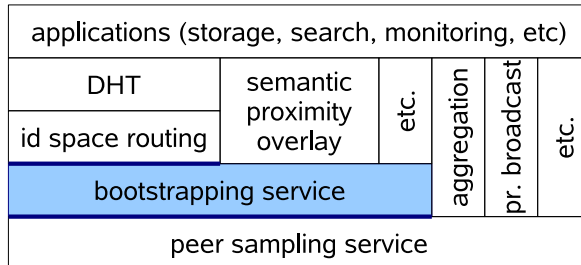 applications (storage, search, monitoring, etc)
DHT
id space routing
semantic
proximity
overlay
etc.
aggregation
pr. broadcast
etc.
bootstrapping service
peer sampling service